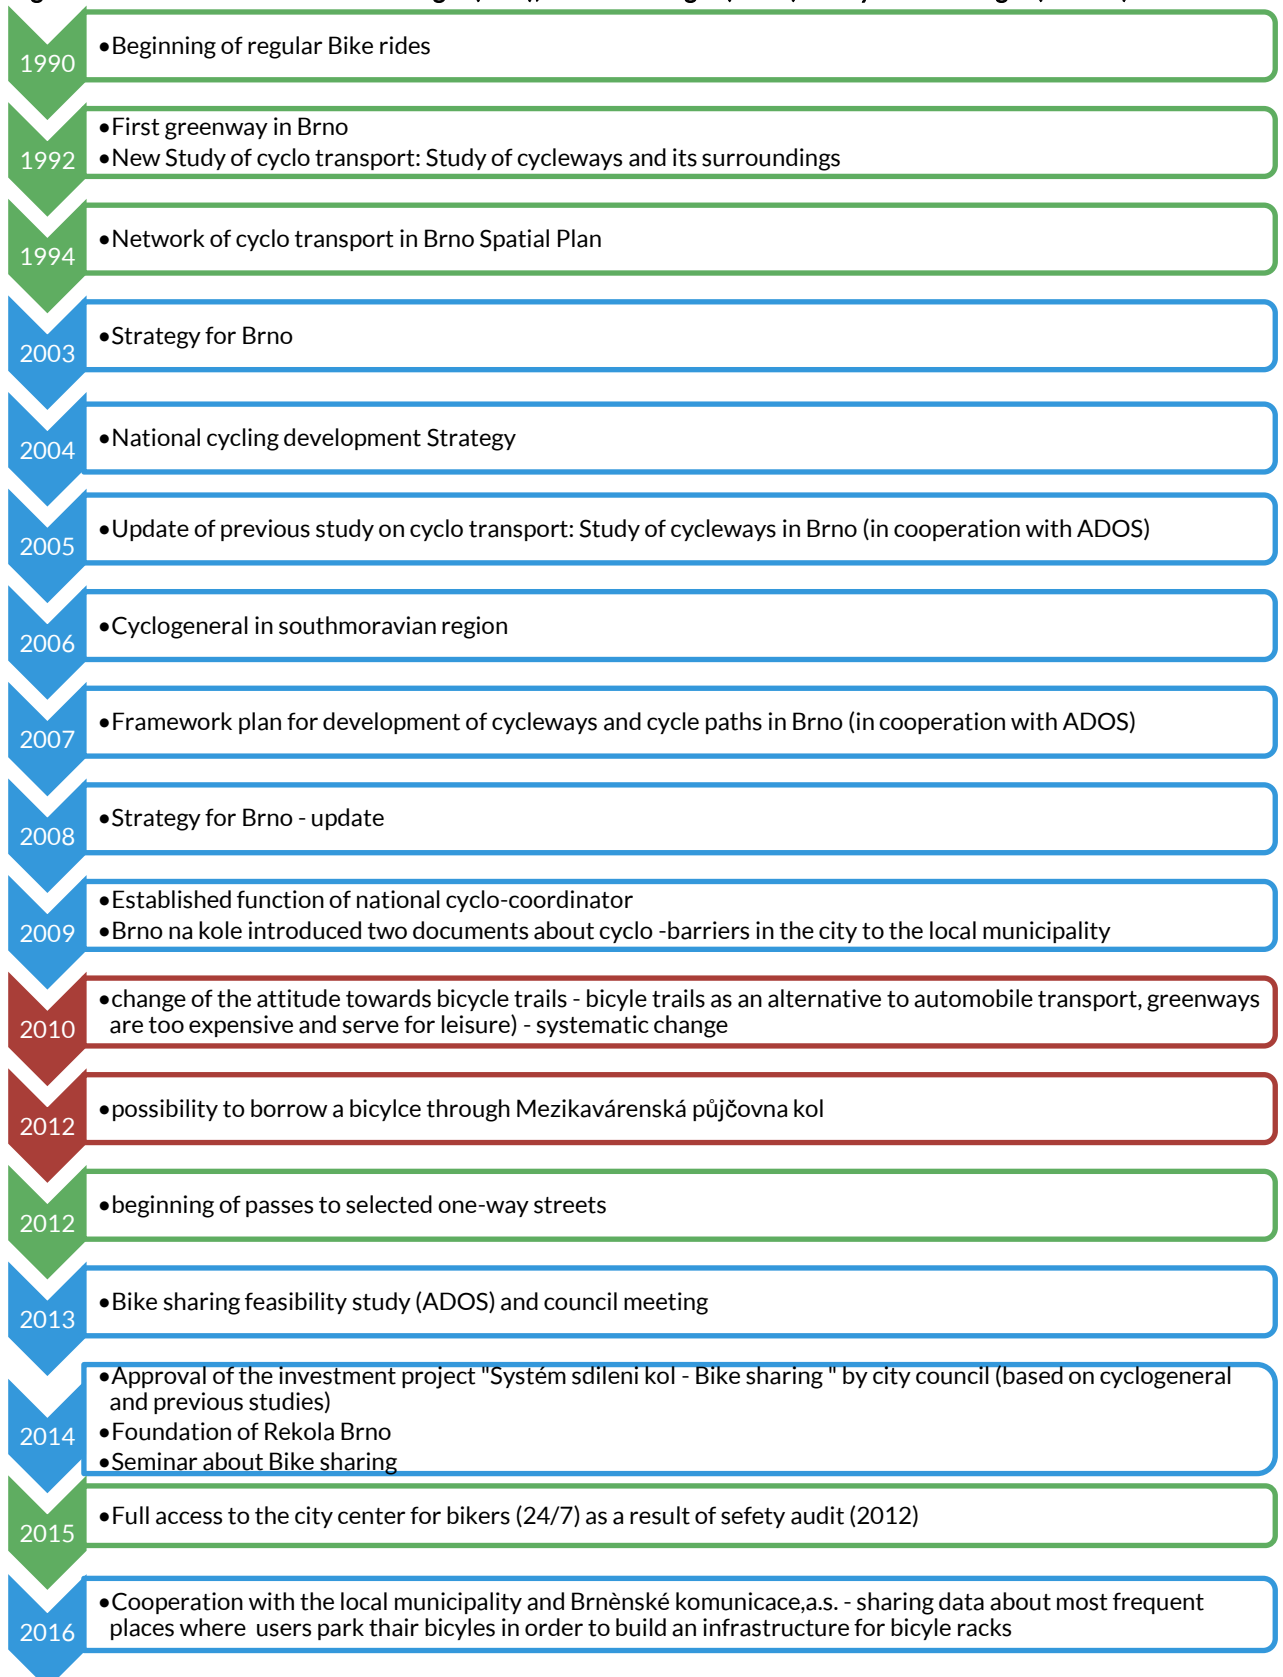 1990
•Beginning of regular Bike rides
1992
•First greenway in Brno
•New Study of cyclo transport: Study of cycleways and its surroundings
1994
•Network of cyclo transport in Brno Spatial Plan
2003
•Strategy for Brno
2004
•National cycling development Strategy
2005
•Update of previous study on cyclo transport: Study of cycleways in Brno (in cooperation with ADOS)
2006
•Cyclogeneral in southmoravian region
2007
•Framework plan for development of cycleways and cycle paths in Brno (in cooperation with ADOS)
2008
•Strategy for Brno - update
2009
•Established function of national cyclo-coordinator
•Brno na kole introduced two documents about cyclo -barriers in the city to the local municipality
2010
•change of the attitude towards bicycle trails - bicyle trails as an alternative to automobile transport, greenways
are too expensive and serve for leisure) - systematic change
2012
•possibility to borrow a bicylce through Mezikavárenská půjčovna kol
2012
•beginning of passes to selected one-way streets
2013
•Bike sharing feasibility study (ADOS) and council meeting
2014
•Approval of the investment project "Systém sdileni kol - Bike sharing " by city council (based on cyclogeneral
and previous studies)
•Foundation of Rekola Brno
•Seminar about Bike sharing
2015
•Full access to the city center for bikers (24/7) as a result of sefety audit (2012)
2016
•Cooperation with the local municipality and Brnènské komunicace,a.s. - sharing data about most frequent
places where users park thair bicyles in order to build an infrastructure for bicyle racks